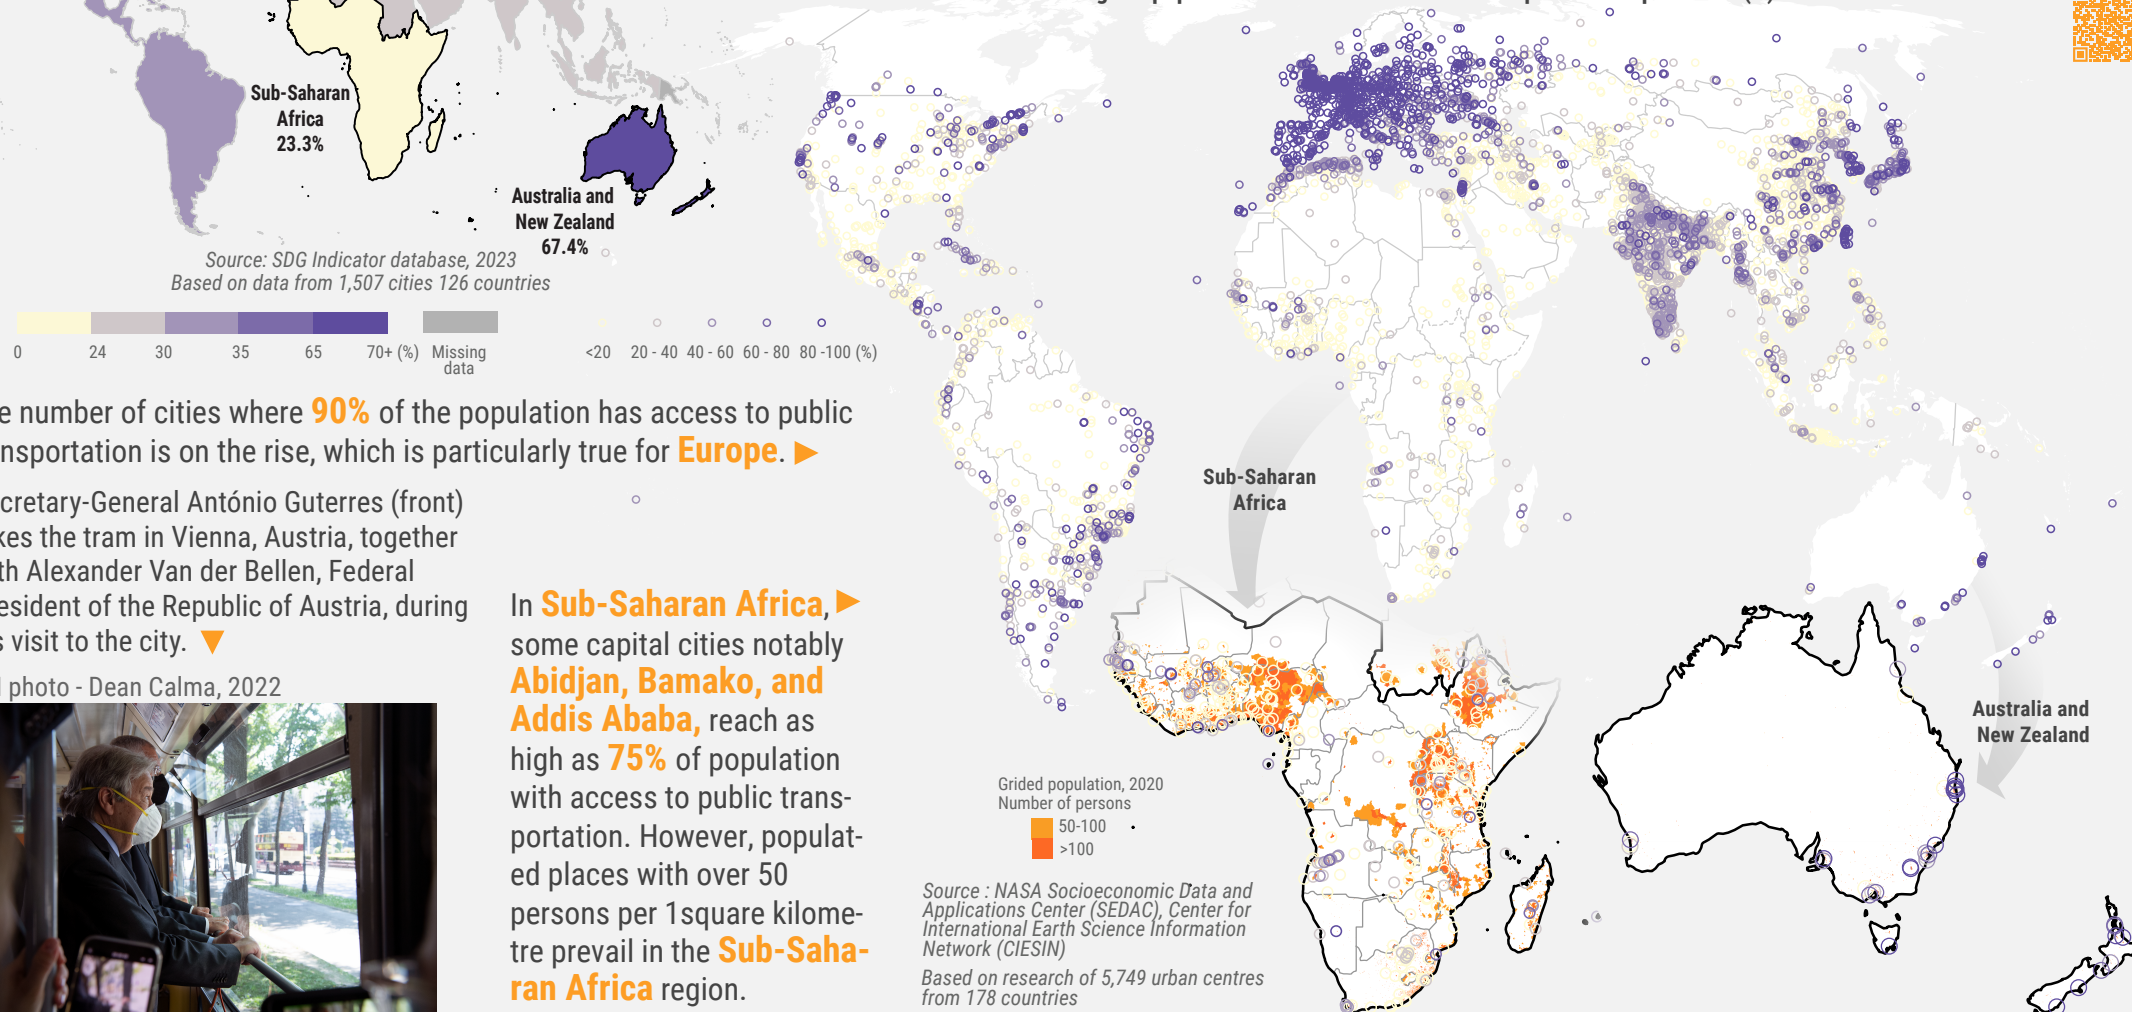 Sub-Saharan
Africa
23.3%
Australia and
New Zealand
67.4%
Source: SDG Indicator database, 2023
Based on data from 1,507 cities 126 countries
0 24 30 35 65 70+ (%) Missing
data
<20 20 - 40 40 - 60 60 - 80 80 -100 (%)
number of cities where 90% of the population has access to public
is on the rise, which is particularly true for Europe. ▶
António Guterres (front)
the tram in Vienna, Austria, together
Alexander Van der Bellen, Federal
of the Republic of Austria, during
visit to the city. ▼
photo - Dean Calma, 2022
In Sub-Saharan Africa, ▶
some capital cities notably
Abidjan, Bamako, and
Addis Ababa, reach as
high as 75% of population
with access to public trans-
portation. However, populat-
ed places with over 50
persons per 1square kilome-
tre prevail in the Sub-Saha-
ran Africa region.
Sub-Saharan
Africa
Australia and
New Zealand
Grided population, 2020
Number of persons
50-100
>100
Source : NASA Socioeconomic Data and
Applications Center (SEDAC), Center for
International Earth Science Information
Network (CIESIN)
Based on research of 5,749 urban centres
from 178 countries